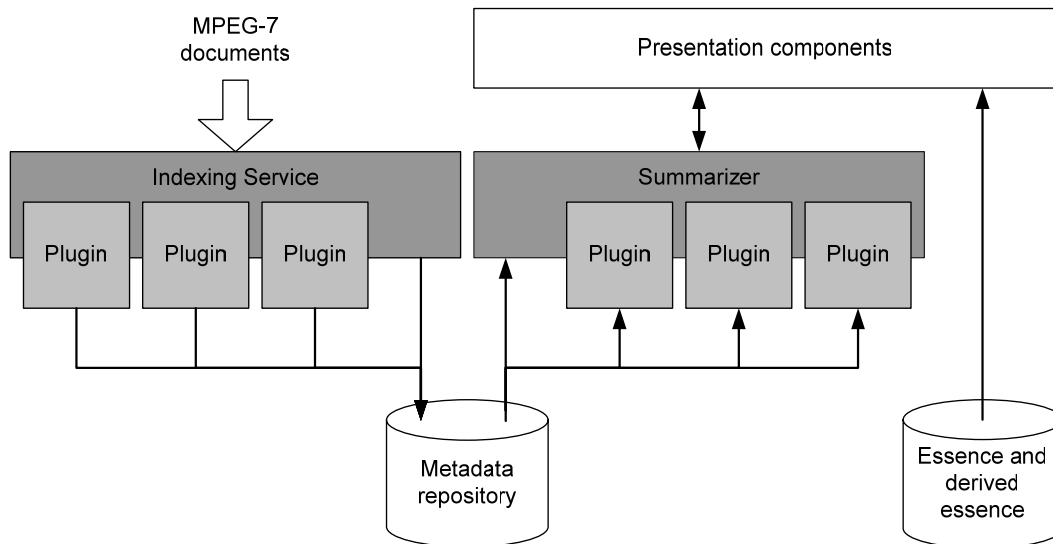 MPEG-7
documents
Presentation components
Indexing Service
Summarizer
Plugin
Plugin
Plugin
Plugin
Plugin
Plugin
Metadata
repository
Essence and
derived
essence